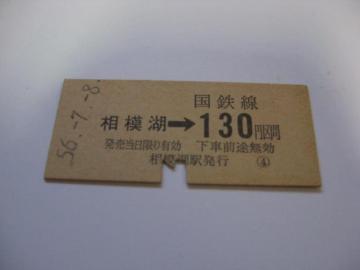 56.-7.-8
国鉄線
相模湖→130円区間
発売当日限り有効 下車前途無効
相模湖駅発行 ④